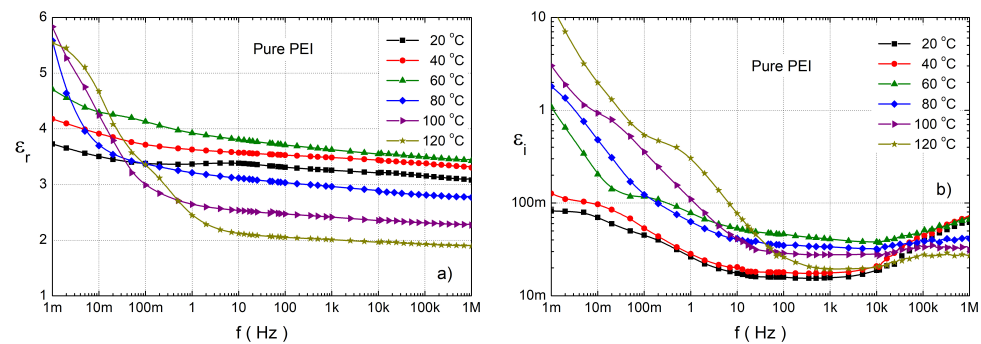 6
5
4
3
2
1
εr
Pure PEI
20 °C
40 °C
60 °C
80 °C
100 °C
120 °C
a)
1m 10m 100m 1 10 100 1k 10k 100k 1M
f ( Hz )
10
1
100m
10m
εi
Pure PEI
20 °C
40 °C
60 °C
80 °C
100 °C
120 °C
b)
1m 10m 100m 1 10 100 1k 10k 100k 1M
f ( Hz )